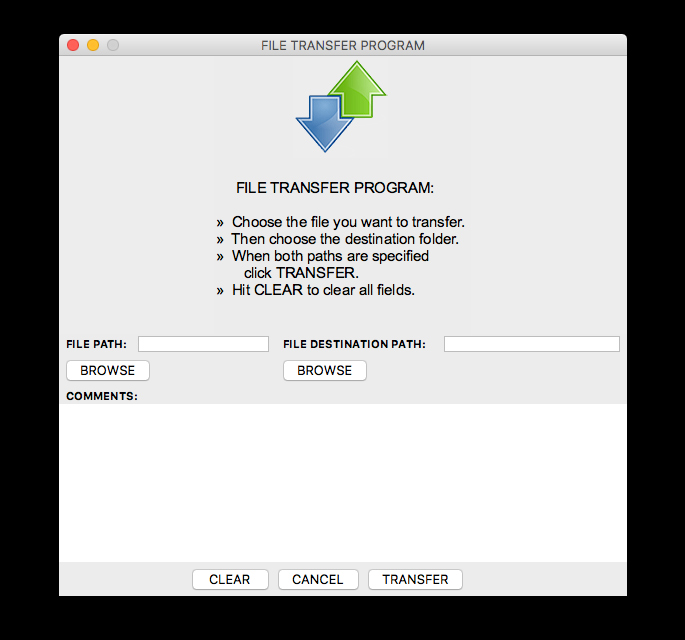 FILE TRANSFER PROGRAM
FILE TRANSFER PROGRAM:
» Choose the file you want to transfer.
» Then choose the destination folder.
» When both paths are specified
click TRANSFER.
» Hit CLEAR to clear all fields.
FILE PATH: FILE DESTINATION PATH:
BROWSE BROWSE
COMMENTS:
CLEAR CANCEL TRANSFER